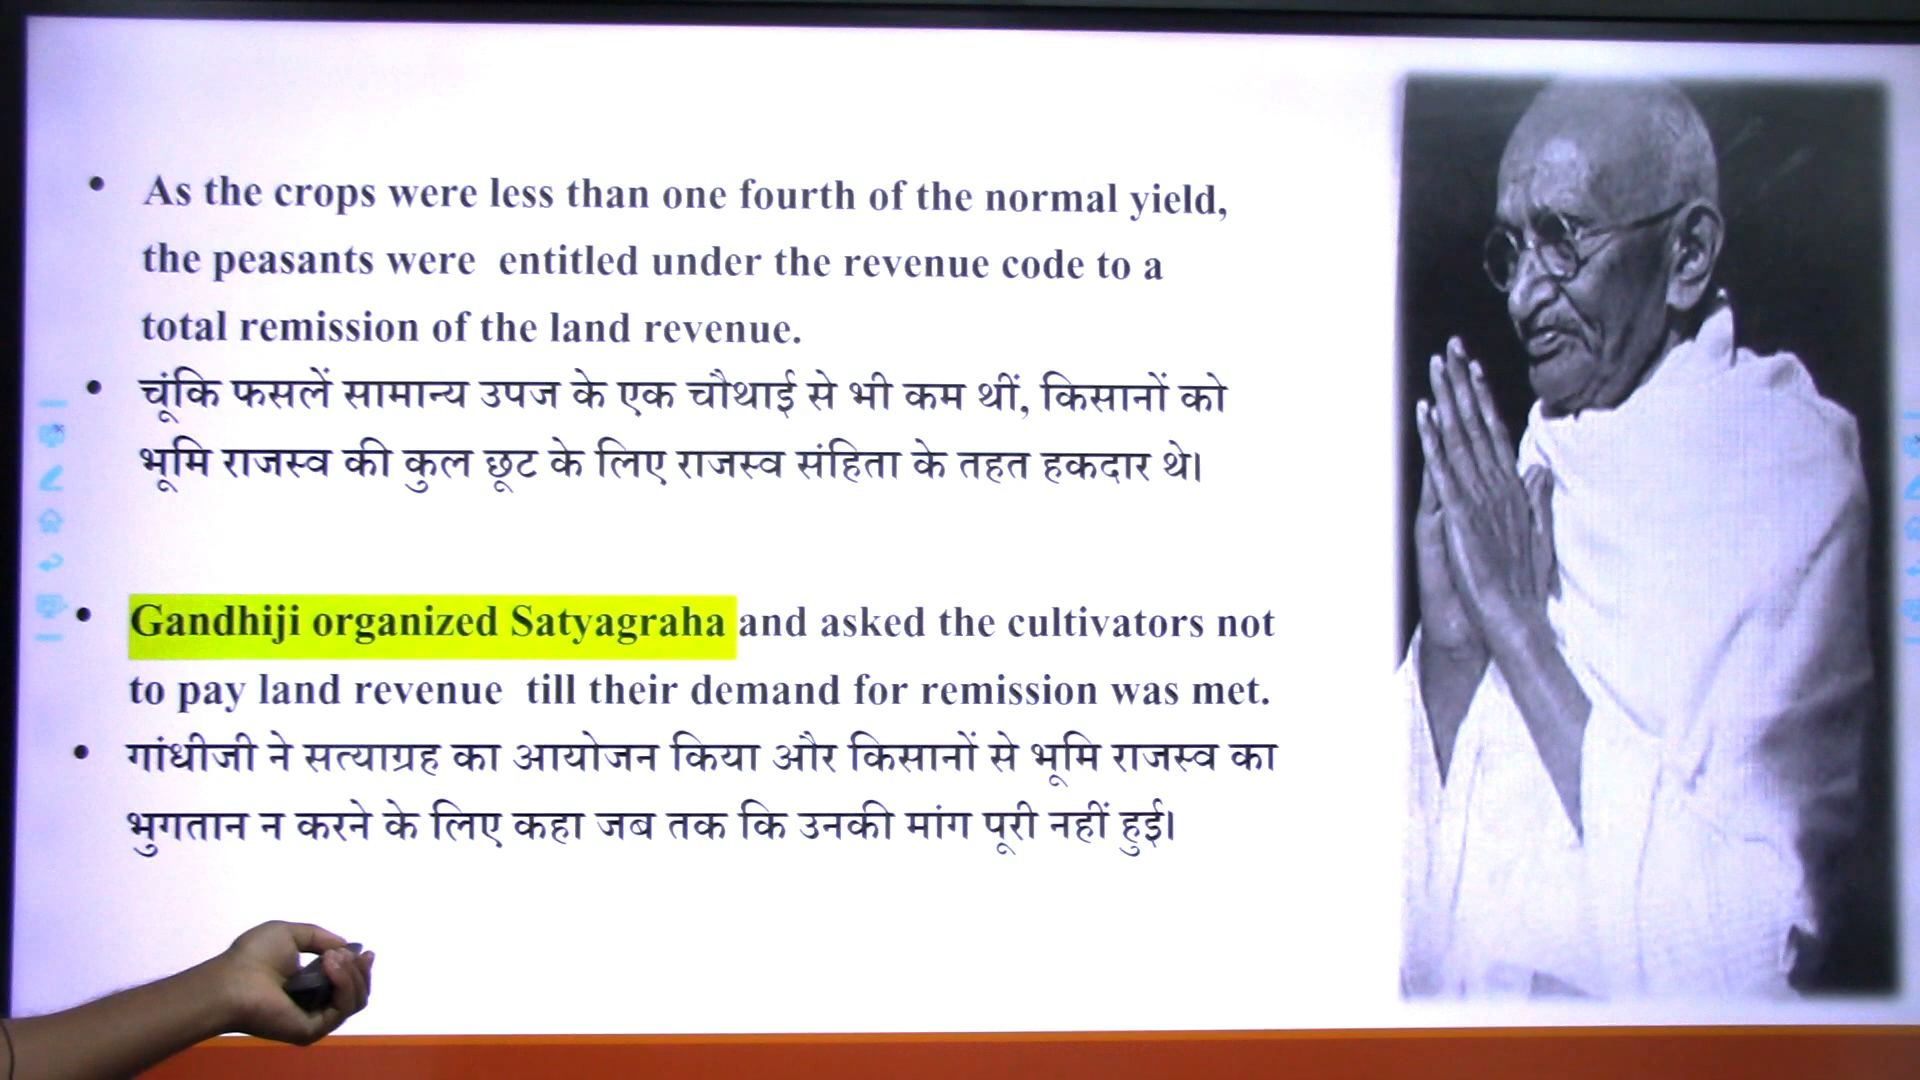 • As the crops were less than one fourth of the normal yield,
the peasants were entitled under the revenue code to a
total remission of the land revenue.
• चूंकि फसलें सामान्य उपज के एक चौथाई से भी कम थीं, किसानों को
भूमि राजस्व की कुल छूट के लिए राजस्व संहिता के तहत हकदार थे।
• Gandhiji organized Satyagraha and asked the cultivators not
to pay land revenue till their demand for remission was met.
• गांधीजी ने सत्याग्रह का आयोजन किया और किसानों से भूमि राजस्व का
भुगतान न करने के लिए कहा जब तक कि उनकी मांग पूरी नहीं हुई।